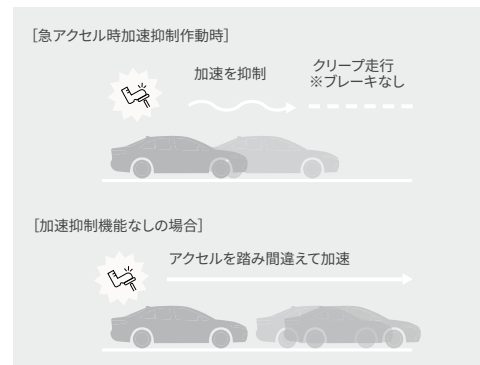 [急アクセル時加速抑制作動時]
加速を抑制
クリープ走行
※ブレーキなし
[加速抑制機能なしの場合]
アクセルを踏み間違えて加速